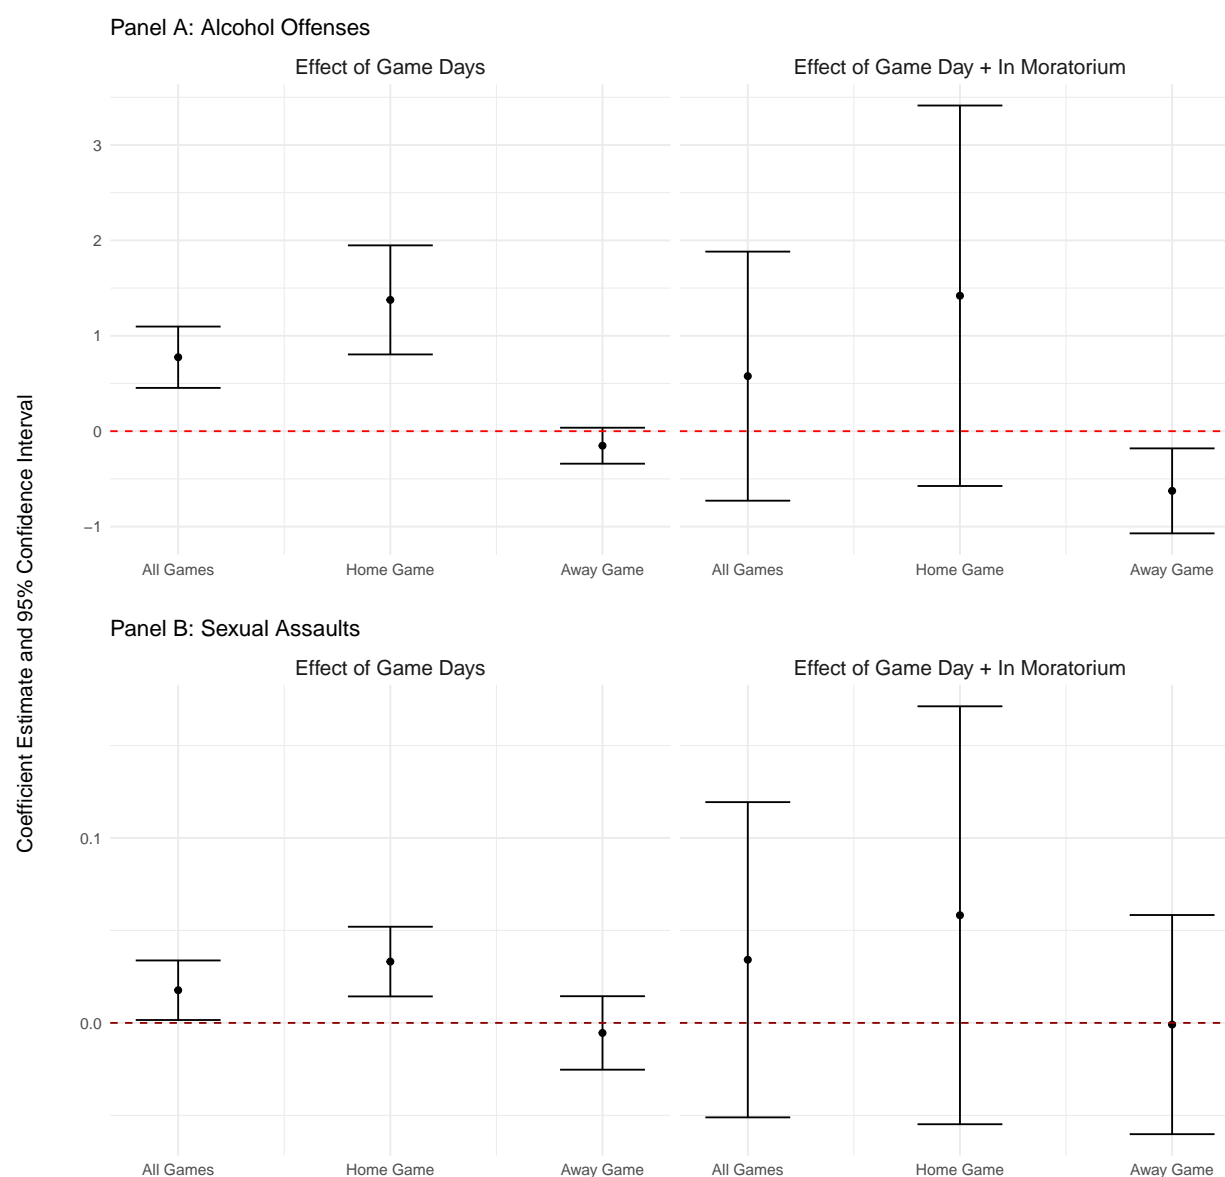 Panel A: Alcohol Offenses
Effect of Game Days
Effect of Game Day + In Moratorium
3
2
1
0
−1
All Games
Home Game
Away Game
All Games
Home Game
Away Game
Coefficient Estimate and 95% Confidence Interval
Panel B: Sexual Assaults
Effect of Game Days
Effect of Game Day + In Moratorium
0.1
0.0
All Games
Home Game
Away Game
All Games
Home Game
Away Game